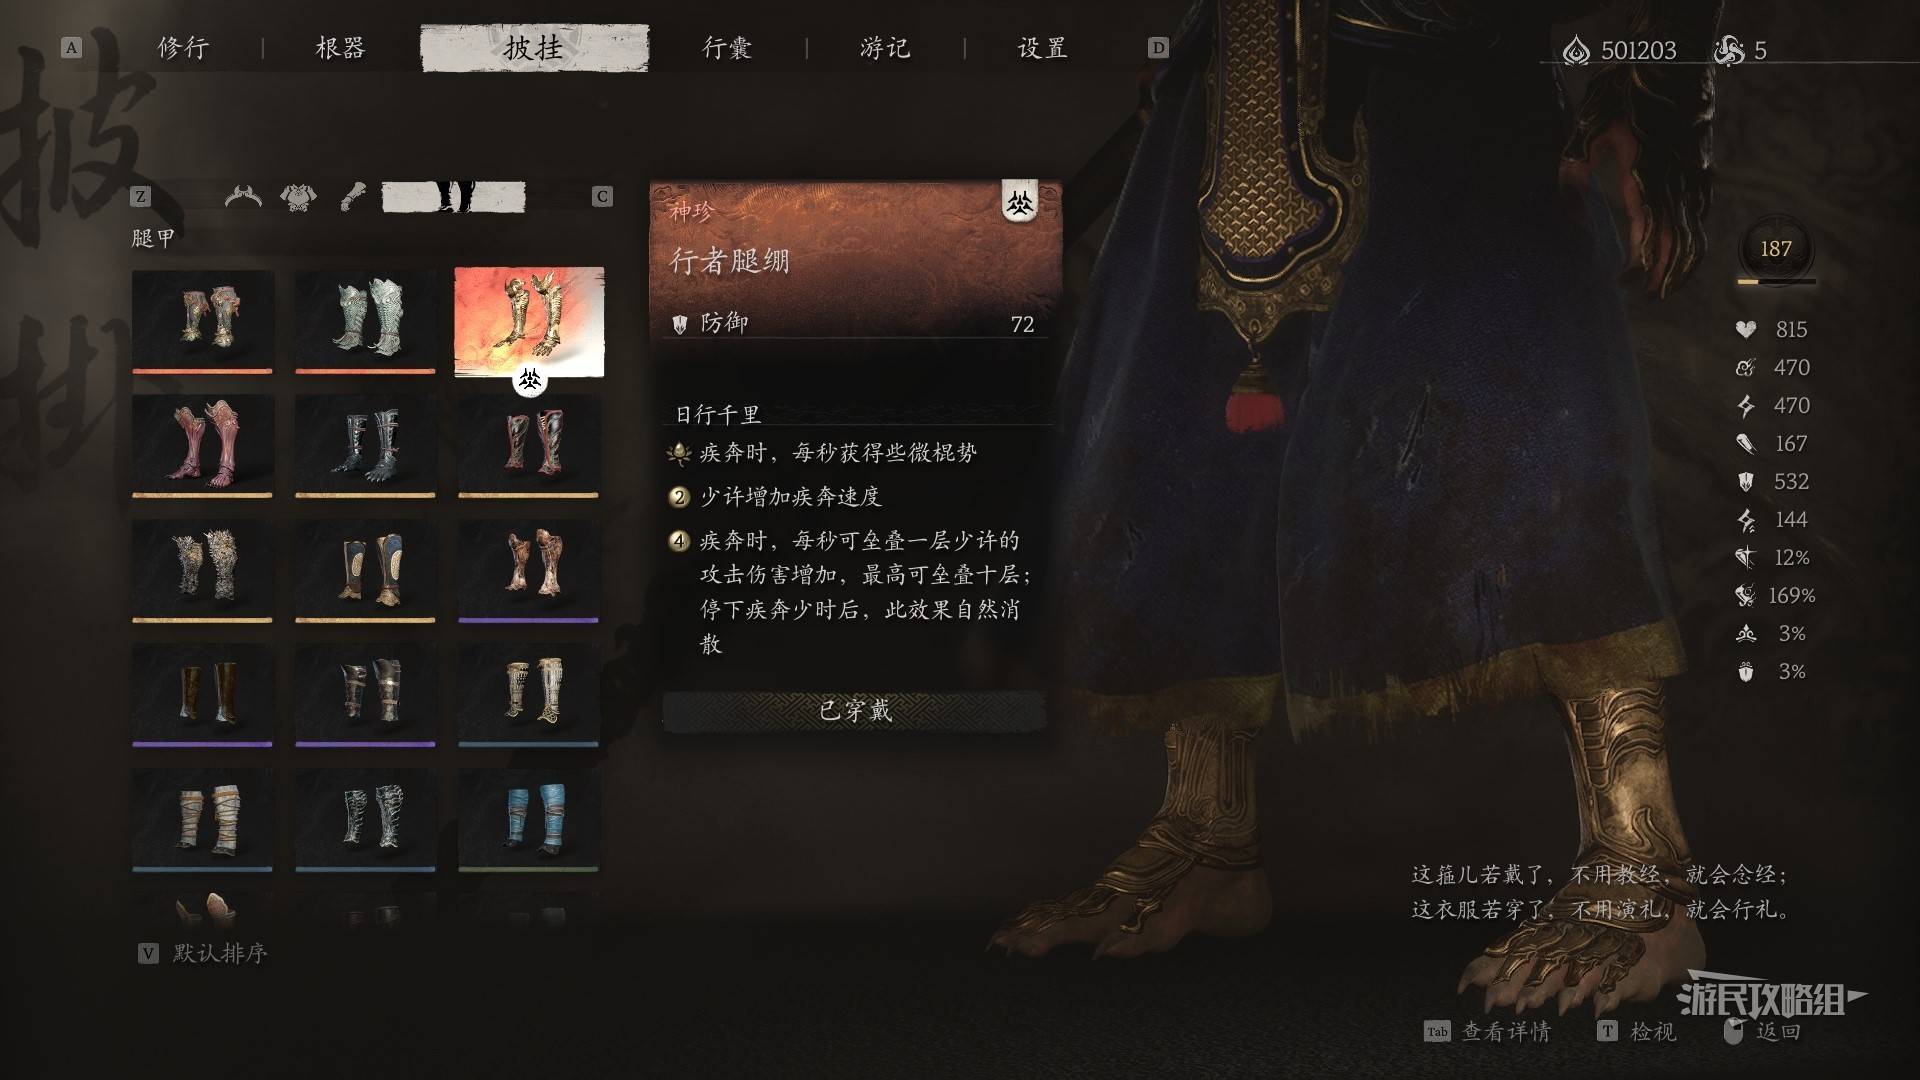 A 修行 根器 披挂 行囊 游记 设置 D
501203 5
披挂
Z C
腿甲
神珍
行者腿绷
防御 72
日行千里
疾奔时，每秒获得些微棍势
2 少许增加疾奔速度
4 疾奔时，每秒可垒叠一层少许的
攻击伤害增加，最高可垒叠十层；
停下疾奔少时后，此效果自然消
散
已穿戴
187
815
470
470
167
532
144
12%
169%
3%
3%
这箍儿若戴了，不用教经，就会念经；
这衣服若穿了，不用演礼，就会行礼。
V 默认排序
游民攻略组
Tab 查看详情 T 检视 返回